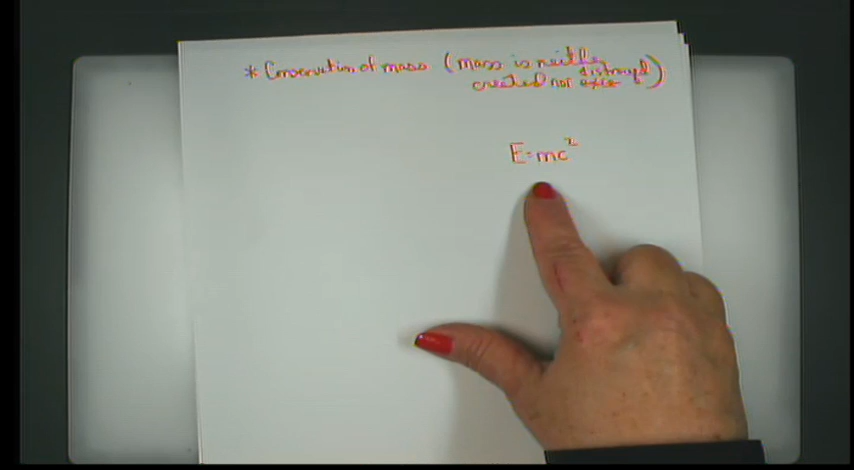 * Conservation of mass (mass is neither
created nor destroyed)
E=mc²